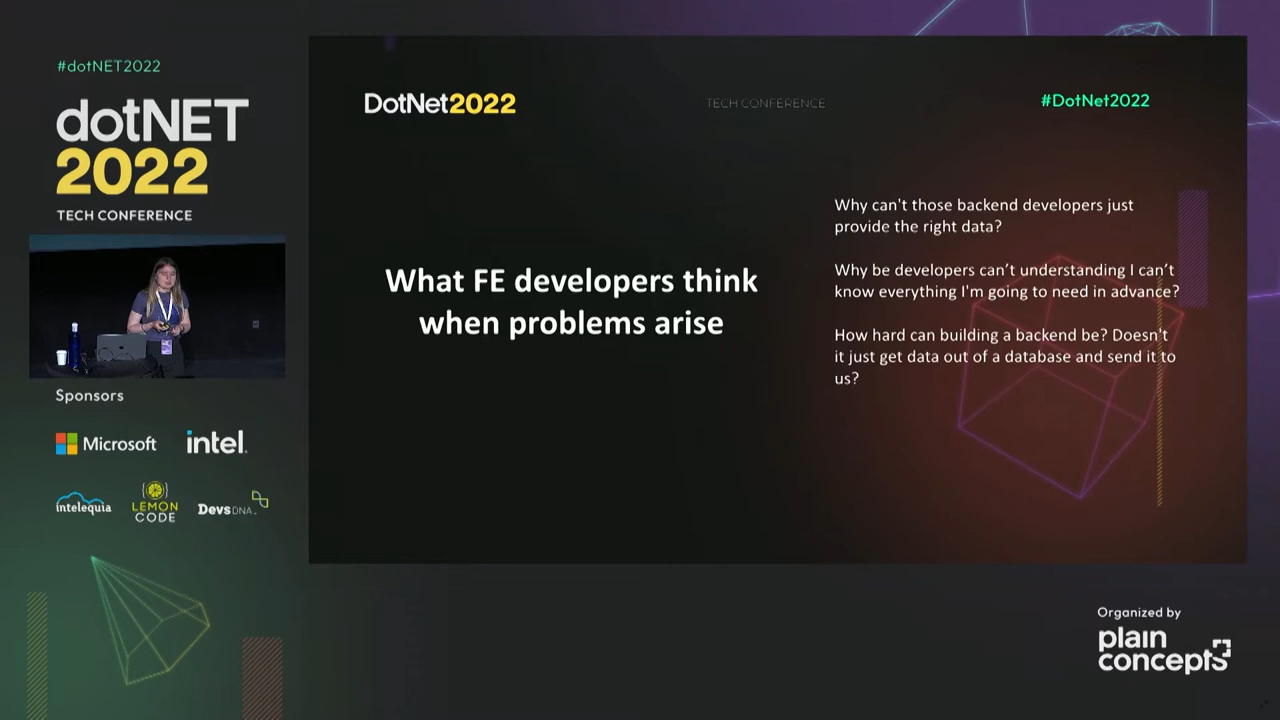 #dotNET2022
dotNET
2022
TECH CONFERENCE
Sponsors
Microsoft
intel.
intelequia
LEMON
CODE
DevsDNA
DotNet2022
TECH CONFERENCE
#DotNet2022
What FE developers think
when problems arise
Why can't those backend developers just
provide the right data?
Why be developers can’t understanding I can’t
know everything I'm going to need in advance?
How hard can building a backend be? Doesn't
it just get data out of a database and send it to
us?
Organized by
plain
concepts